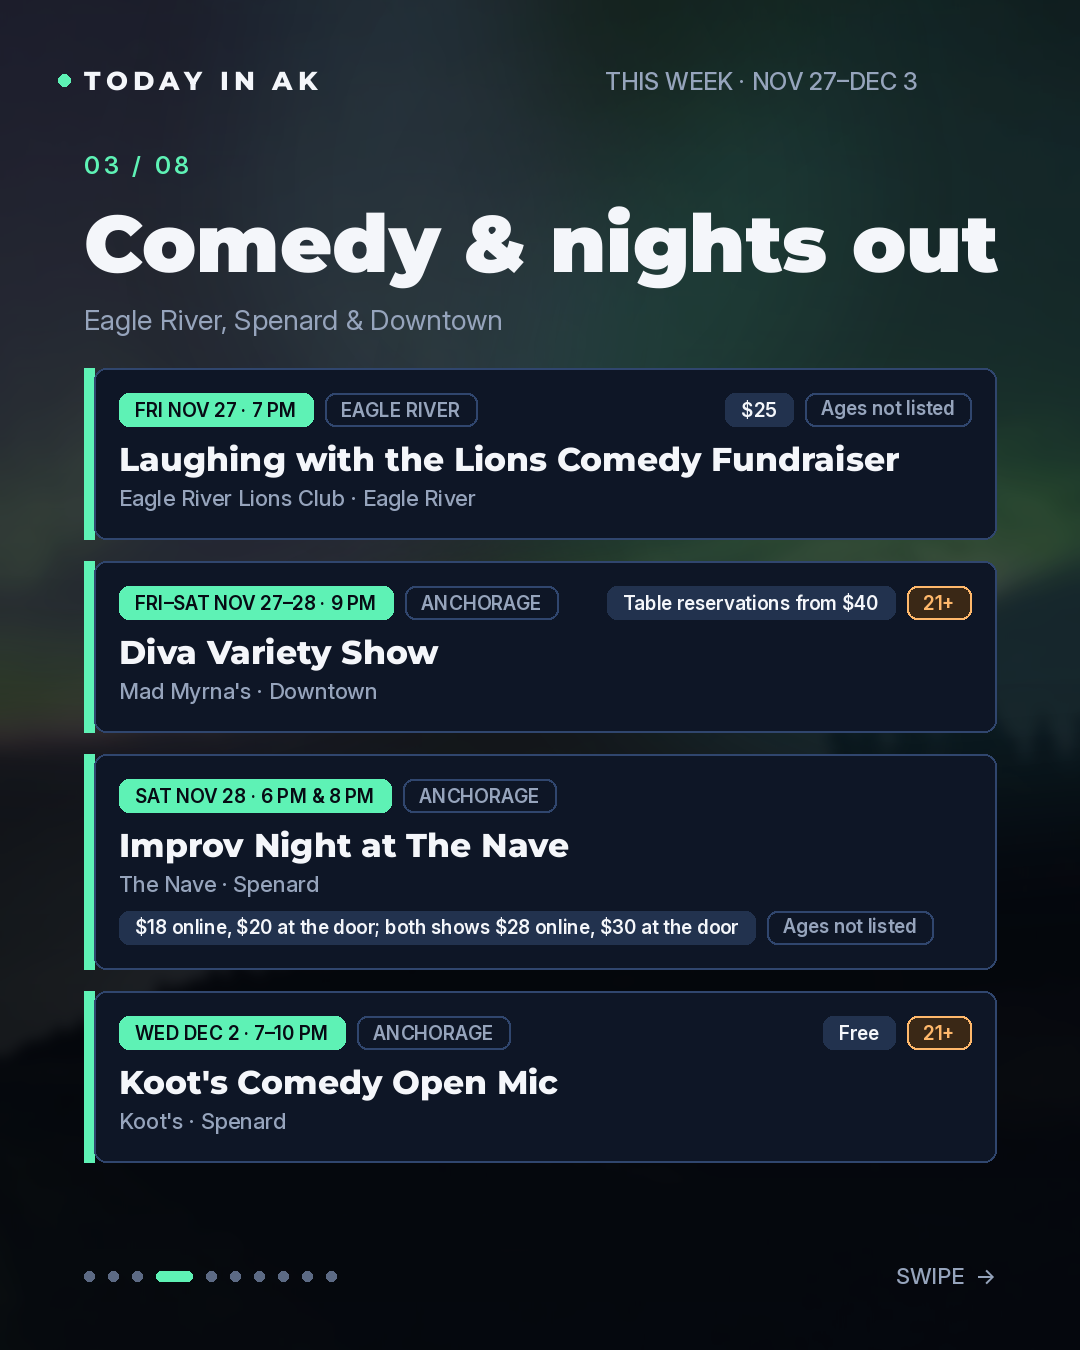 TODAY IN AK
THIS WEEK · NOV 27–DEC 3
03 / 08
Comedy & nights out
Eagle River, Spenard & Downtown
FRI NOV 27 · 7 PM EAGLE RIVER $25 Ages not listed
Laughing with the Lions Comedy Fundraiser
Eagle River Lions Club · Eagle River
FRI–SAT NOV 27–28 · 9 PM ANCHORAGE Table reservations from $40 21+
Diva Variety Show
Mad Myrna's · Downtown
SAT NOV 28 · 6 PM & 8 PM ANCHORAGE
Improv Night at The Nave
The Nave · Spenard
$18 online, $20 at the door; both shows $28 online, $30 at the door Ages not listed
WED DEC 2 · 7–10 PM ANCHORAGE Free 21+
Koot's Comedy Open Mic
Koot's · Spenard
SWIPE →